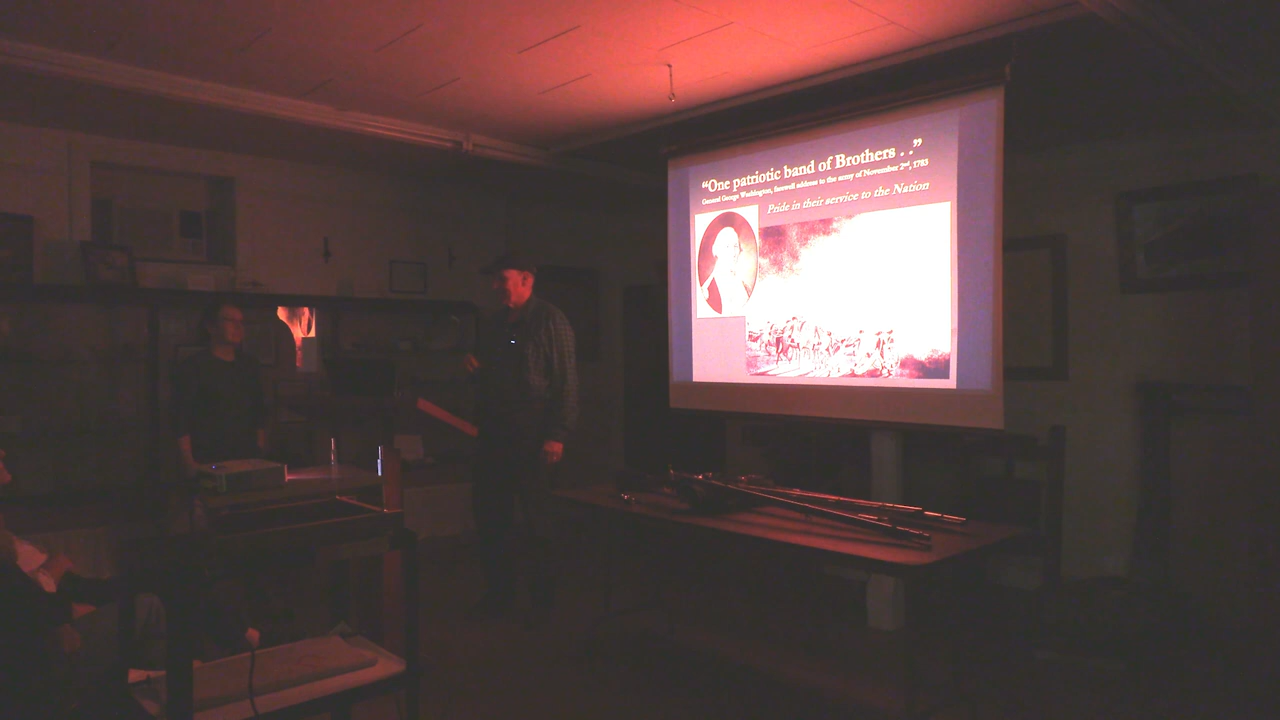 “One patriotic band of Brothers . .”
General George Washington, farewell address to the army of November 2nd, 1783
Pride in their service to the Nation